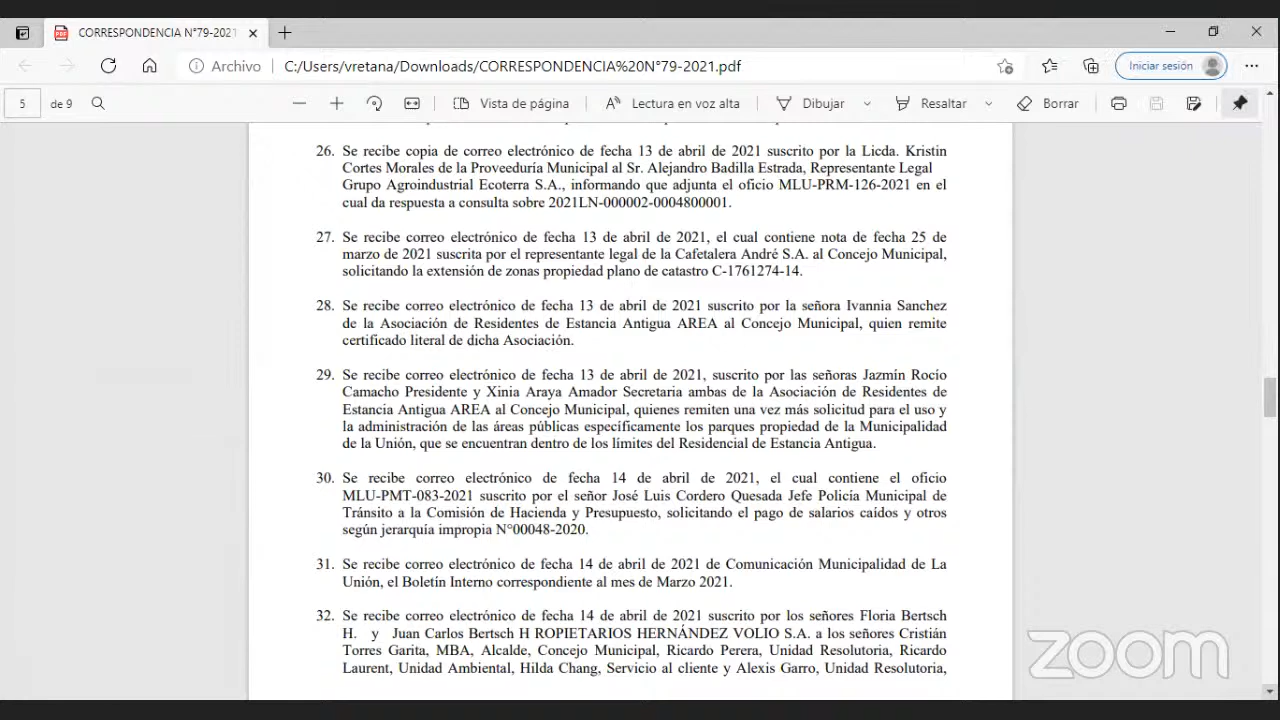 CORRESPONDENCIA N°79-2021
Archivo
C:/Users/vretana/Downloads/CORRESPONDENCIA%20N°79-2021.pdf
Iniciar sesión
5 de 9
Vista de página
Lectura en voz alta
Dibujar
Resaltar
Borrar
26. Se recibe copia de correo electrónico de fecha 13 de abril de 2021 suscrito por la Licda. Kristin
Cortes Morales de la Proveeduría Municipal al Sr. Alejandro Badilla Estrada, Representante Legal
Grupo Agroindustrial Ecoterra S.A., informando que adjunta el oficio MLU-PRM-126-2021 en el
cual da respuesta a consulta sobre 2021LN-000002-0004800001.
27. Se recibe correo electrónico de fecha 13 de abril de 2021, el cual contiene nota de fecha 25 de
marzo de 2021 suscrita por el representante legal de la Cafetalera André S.A. al Concejo Municipal,
solicitando la extensión de zonas propiedad plano de catastro C-1761274-14.
28. Se recibe correo electrónico de fecha 13 de abril de 2021 suscrito por la señora Ivannia Sanchez
de la Asociación de Residentes de Estancia Antigua AREA al Concejo Municipal, quien remite
certificado literal de dicha Asociación.
29. Se recibe correo electrónico de fecha 13 de abril de 2021, suscrito por las señoras Jazmín Rocío
Camacho Presidente y Xinia Araya Amador Secretaria ambas de la Asociación de Residentes de
Estancia Antigua AREA al Concejo Municipal, quienes remiten una vez más solicitud para el uso y
la administración de las áreas públicas específicamente los parques propiedad de la Municipalidad
de la Unión, que se encuentran dentro de los límites del Residencial de Estancia Antigua.
30. Se recibe correo electrónico de fecha 14 de abril de 2021, el cual contiene el oficio
MLU-PMT-083-2021 suscrito por el señor José Luis Cordero Quesada Jefe Policía Municipal de
Tránsito a la Comisión de Hacienda y Presupuesto, solicitando el pago de salarios caídos y otros
según jerarquía impropia N°00048-2020.
31. Se recibe correo electrónico de fecha 14 de abril de 2021 de Comunicación Municipalidad de La
Unión, el Boletín Interno correspondiente al mes de Marzo 2021.
32. Se recibe correo electrónico de fecha 14 de abril de 2021 suscrito por los señores Floria Bertsch
H. y Juan Carlos Bertsch H ROPIETARIOS HERNÁNDEZ VOLIO S.A. a los señores Cristián
Torres Garita, MBA, Alcalde, Concejo Municipal, Ricardo Perera, Unidad Resolutoria, Ricardo
Laurent, Unidad Ambiental, Hilda Chang, Servicio al cliente y Alexis Garro, Unidad Resolutoria,
zoom